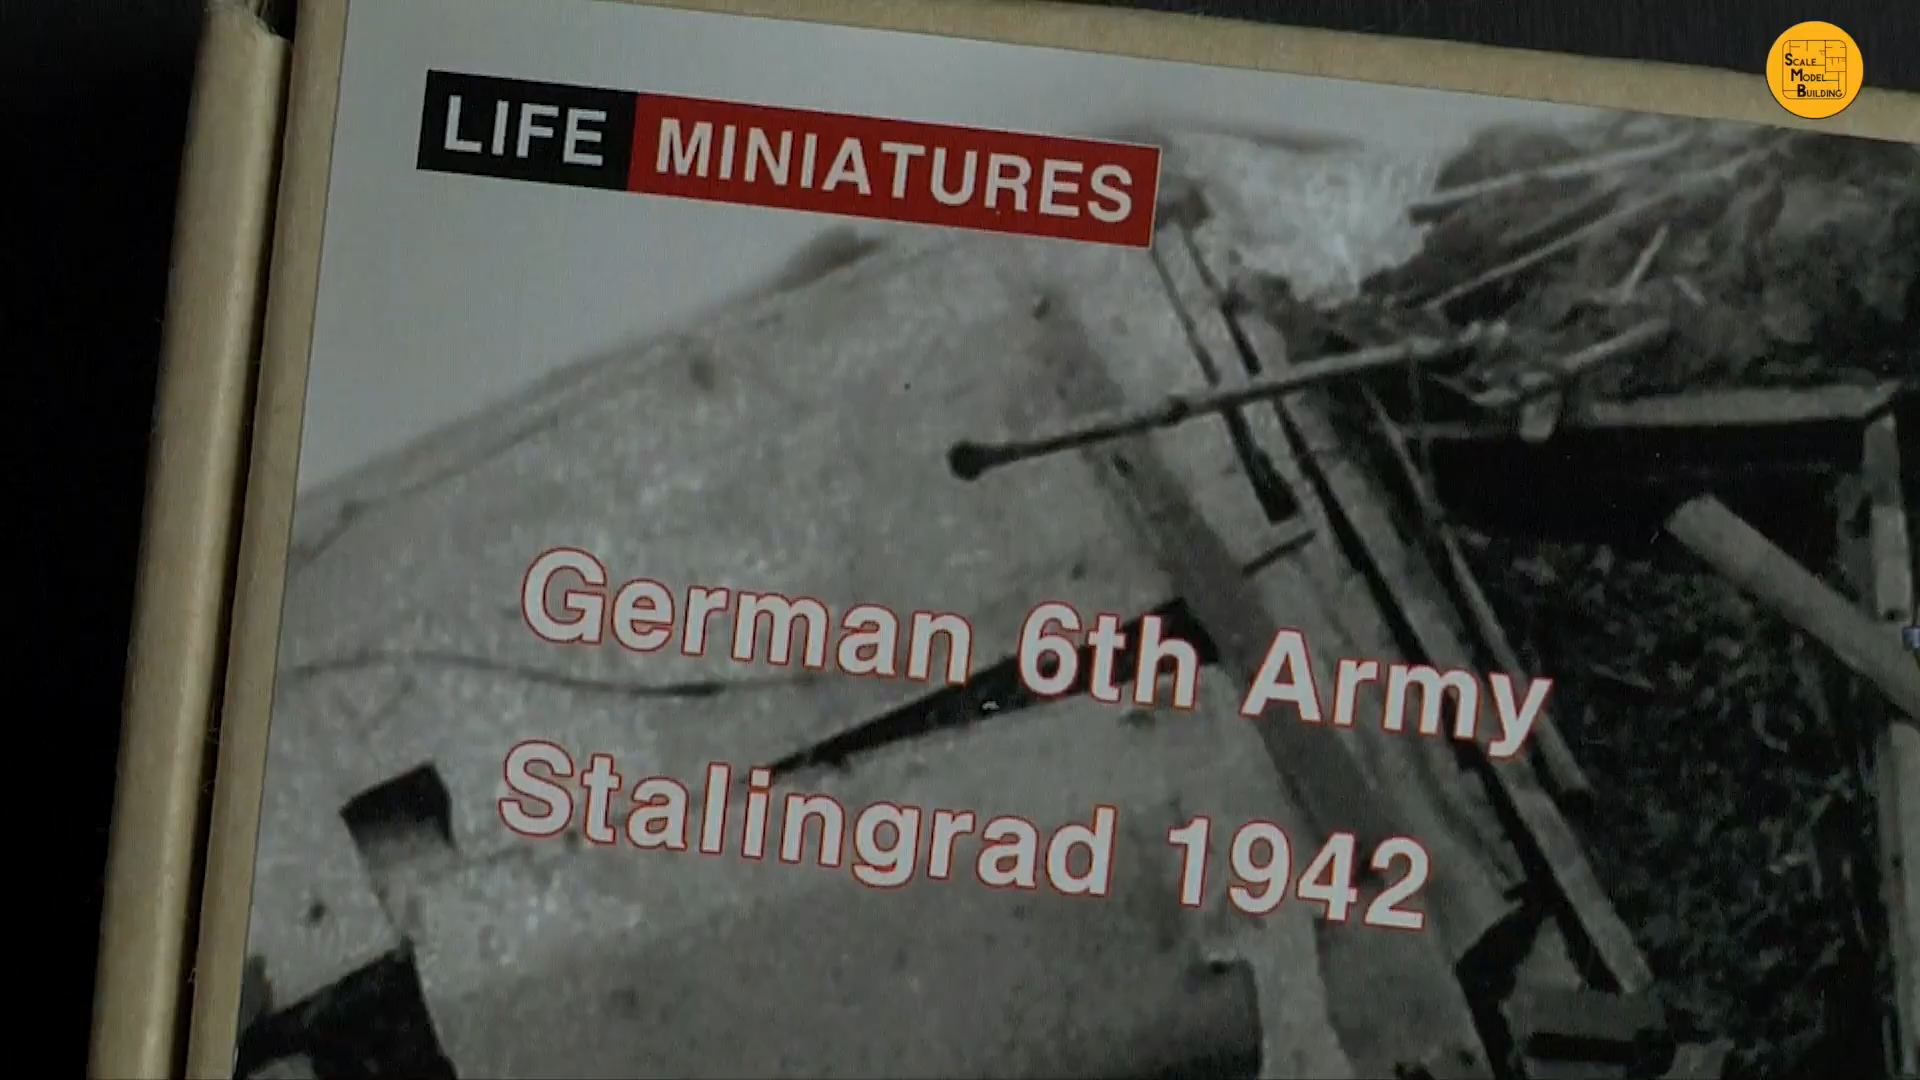 LIFE MINIATURES
German 6th Army
Stalingrad 1942
SCALE
MODEL
BUILDING